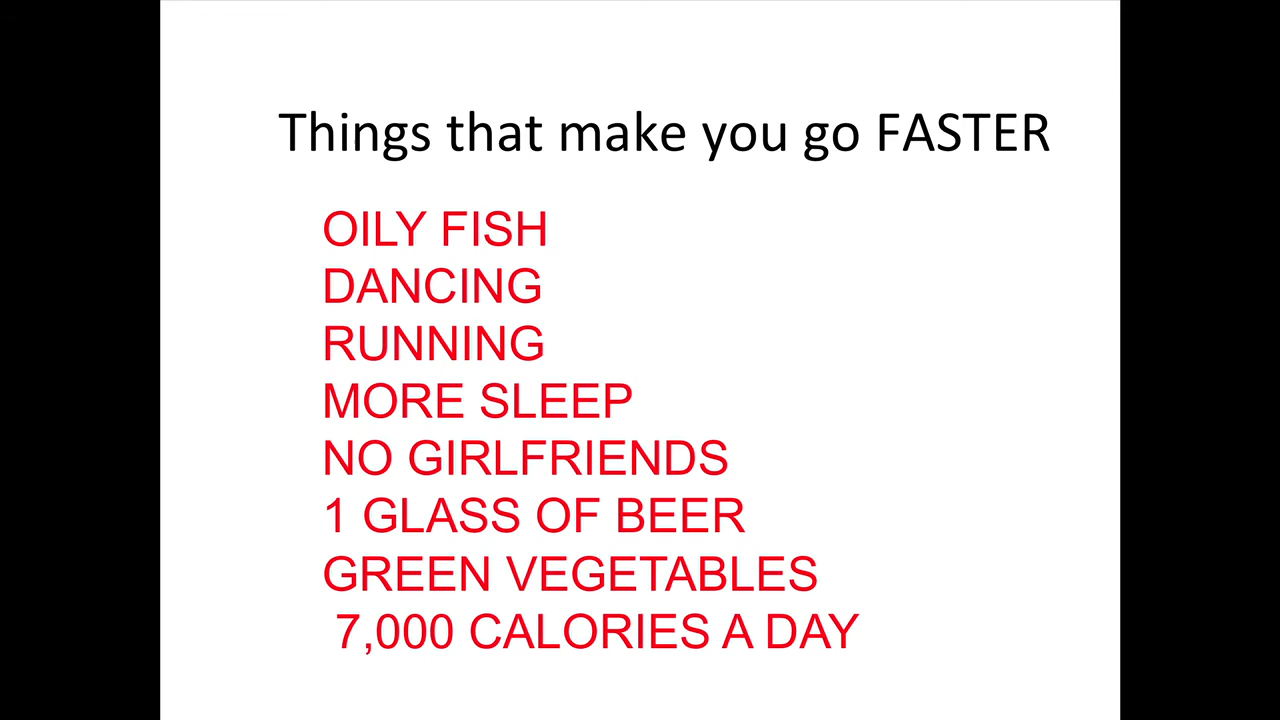 Things that make you go FASTER
OILY FISH
DANCING
RUNNING
MORE SLEEP
NO GIRLFRIENDS
1 GLASS OF BEER
GREEN VEGETABLES
7,000 CALORIES A DAY